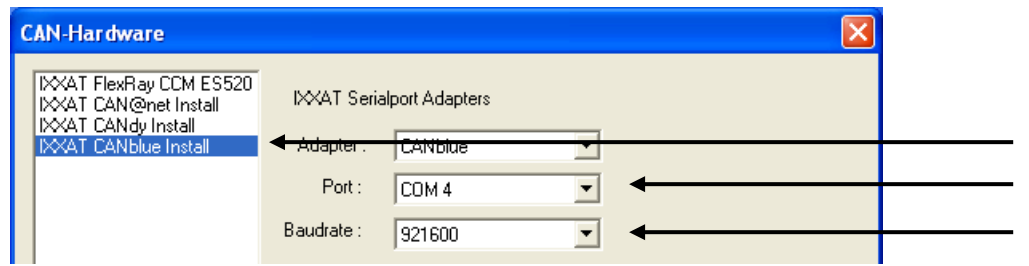 CAN-Hardware
IXXAT FlexRay CCM ES520
IXXAT CAN@net Install
IXXAT CANdy Install
IXXAT CANblue Install
IXXAT Serialport Adapters
Adapter : CANblue
Port : COM 4
Baudrate : 921600